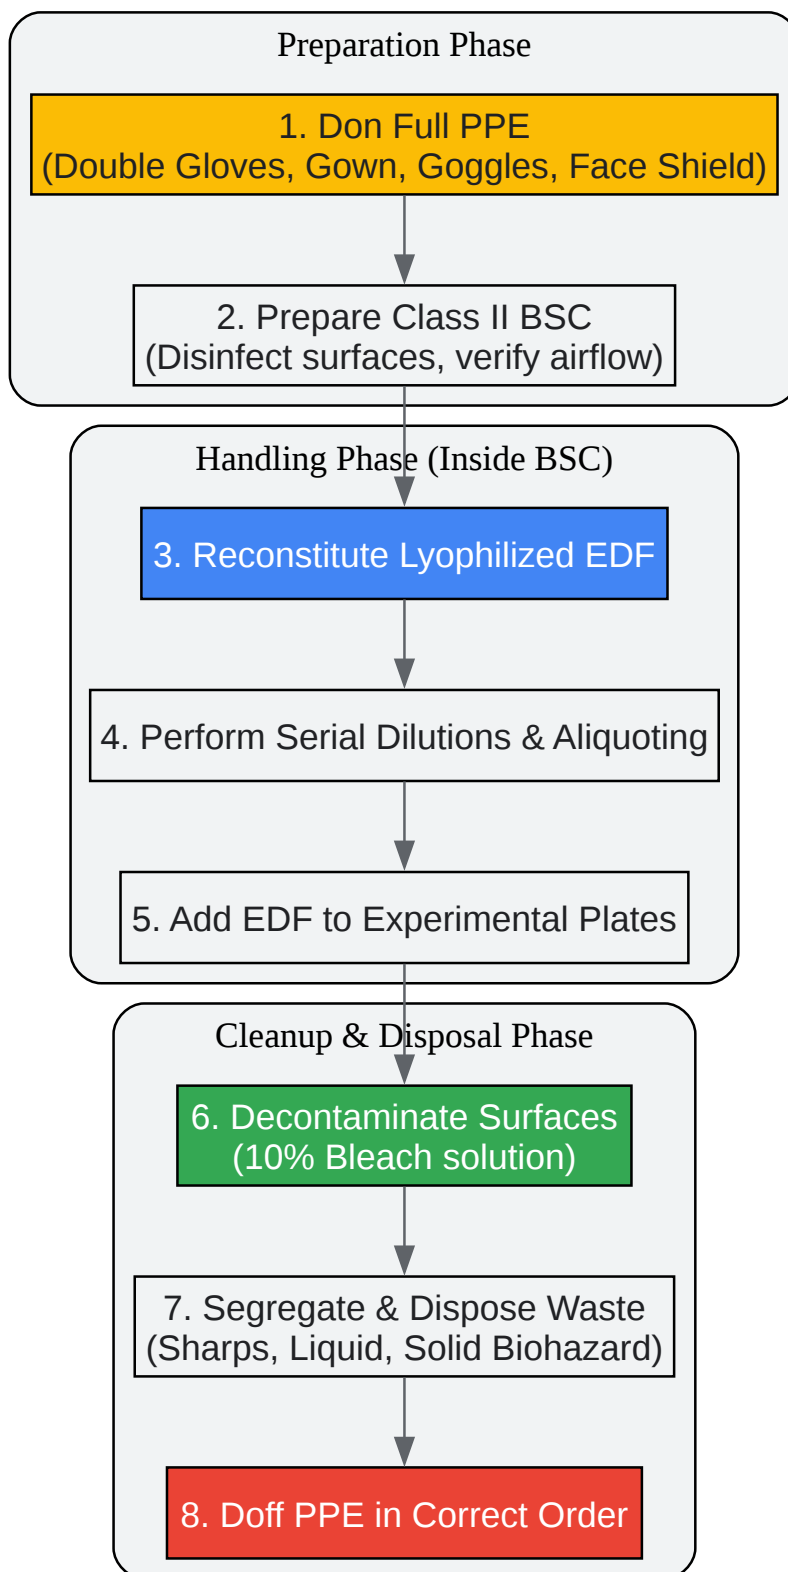 Preparation Phase
1. Don Full PPE
(Double Gloves, Gown, Goggles, Face Shield)
2. Prepare Class II BSC
(Disinfect surfaces, verify airflow)
Handling Phase (Inside BSC)
3. Reconstitute Lyophilized EDF
4. Perform Serial Dilutions & Aliquoting
5. Add EDF to Experimental Plates
Cleanup & Disposal Phase
6. Decontaminate Surfaces
(10% Bleach solution)
7. Segregate & Dispose Waste
(Sharps, Liquid, Solid Biohazard)
8. Doff PPE in Correct Order